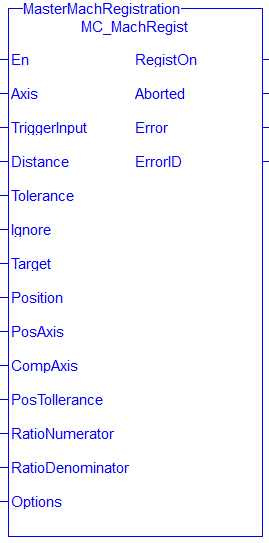 MasterMachRegistration
MC_MachRegist
En RegistOn
Axis Aborted
TriggerInput Error
Distance ErrorID
Tolerance
Ignore
Target
Position
PosAxis
CompAxis
PosTollerance
RatioNumerator
RatioDenominator
Options